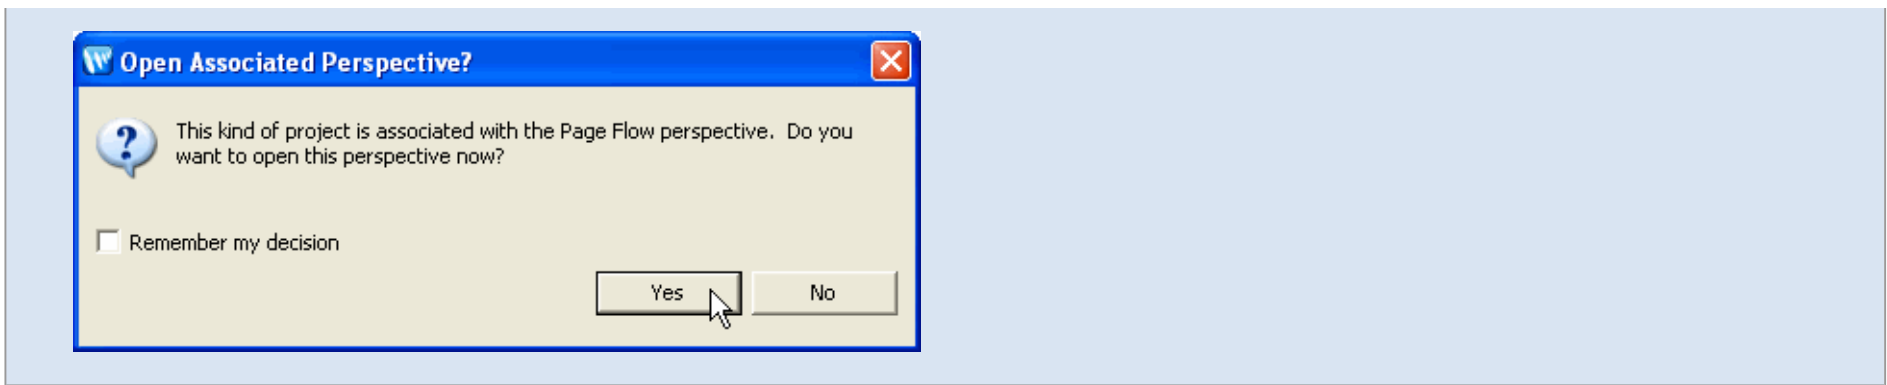 Open Associated Perspective?
This kind of project is associated with the Page Flow perspective.  Do you
want to open this perspective now?
Remember my decision
Yes
No